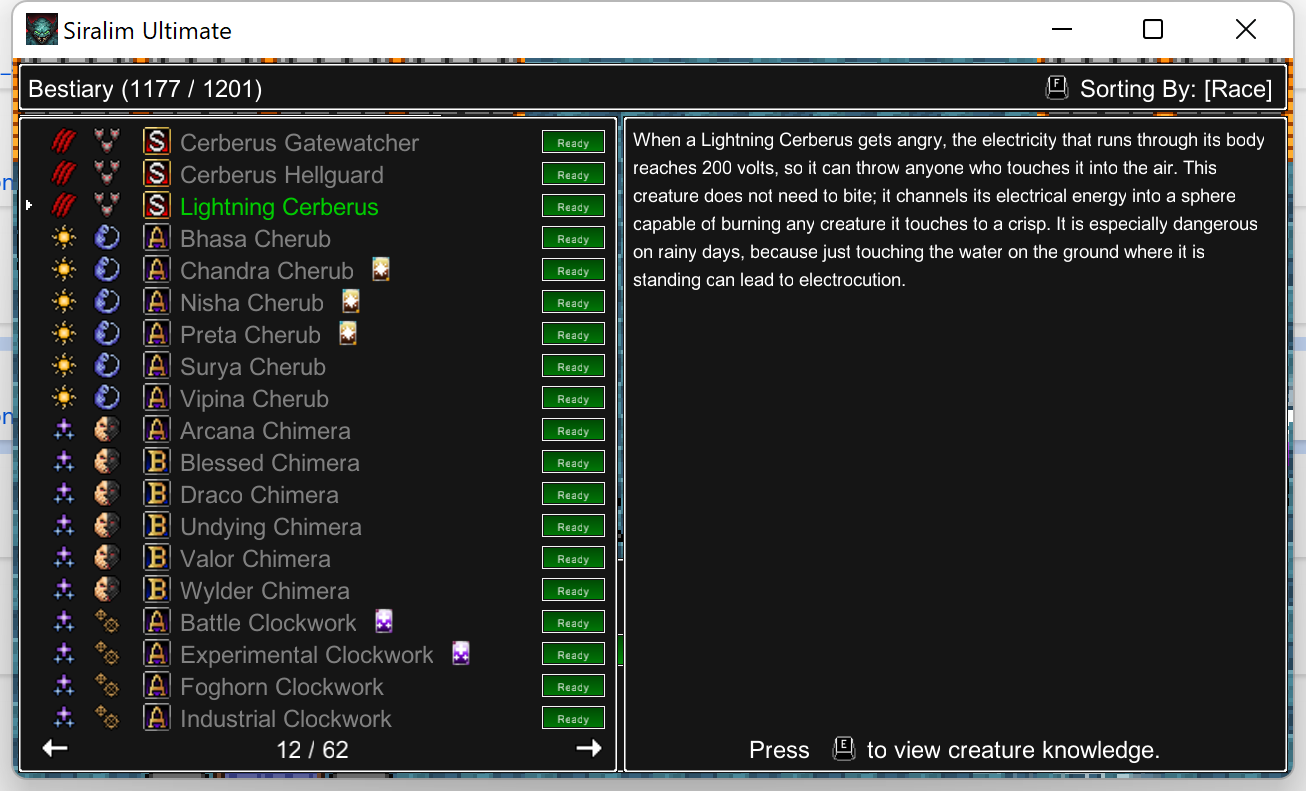 Siralim Ultimate
Bestiary (1177 / 1201)
F Sorting By: [Race]
S Cerberus Gatewatcher Ready
S Cerberus Hellguard Ready
S Lightning Cerberus Ready
A Bhasa Cherub Ready
A Chandra Cherub Ready
A Nisha Cherub Ready
A Preta Cherub Ready
A Surya Cherub Ready
A Vipina Cherub Ready
A Arcana Chimera Ready
B Blessed Chimera Ready
B Draco Chimera Ready
B Undying Chimera Ready
B Valor Chimera Ready
B Wylder Chimera Ready
A Battle Clockwork Ready
A Experimental Clockwork Ready
A Foghorn Clockwork Ready
A Industrial Clockwork Ready
12 / 62
When a Lightning Cerberus gets angry, the electricity that runs through its body
reaches 200 volts, so it can throw anyone who touches it into the air. This
creature does not need to bite; it channels its electrical energy into a sphere
capable of burning any creature it touches to a crisp. It is especially dangerous
on rainy days, because just touching the water on the ground where it is
standing can lead to electrocution.
Press E to view creature knowledge.